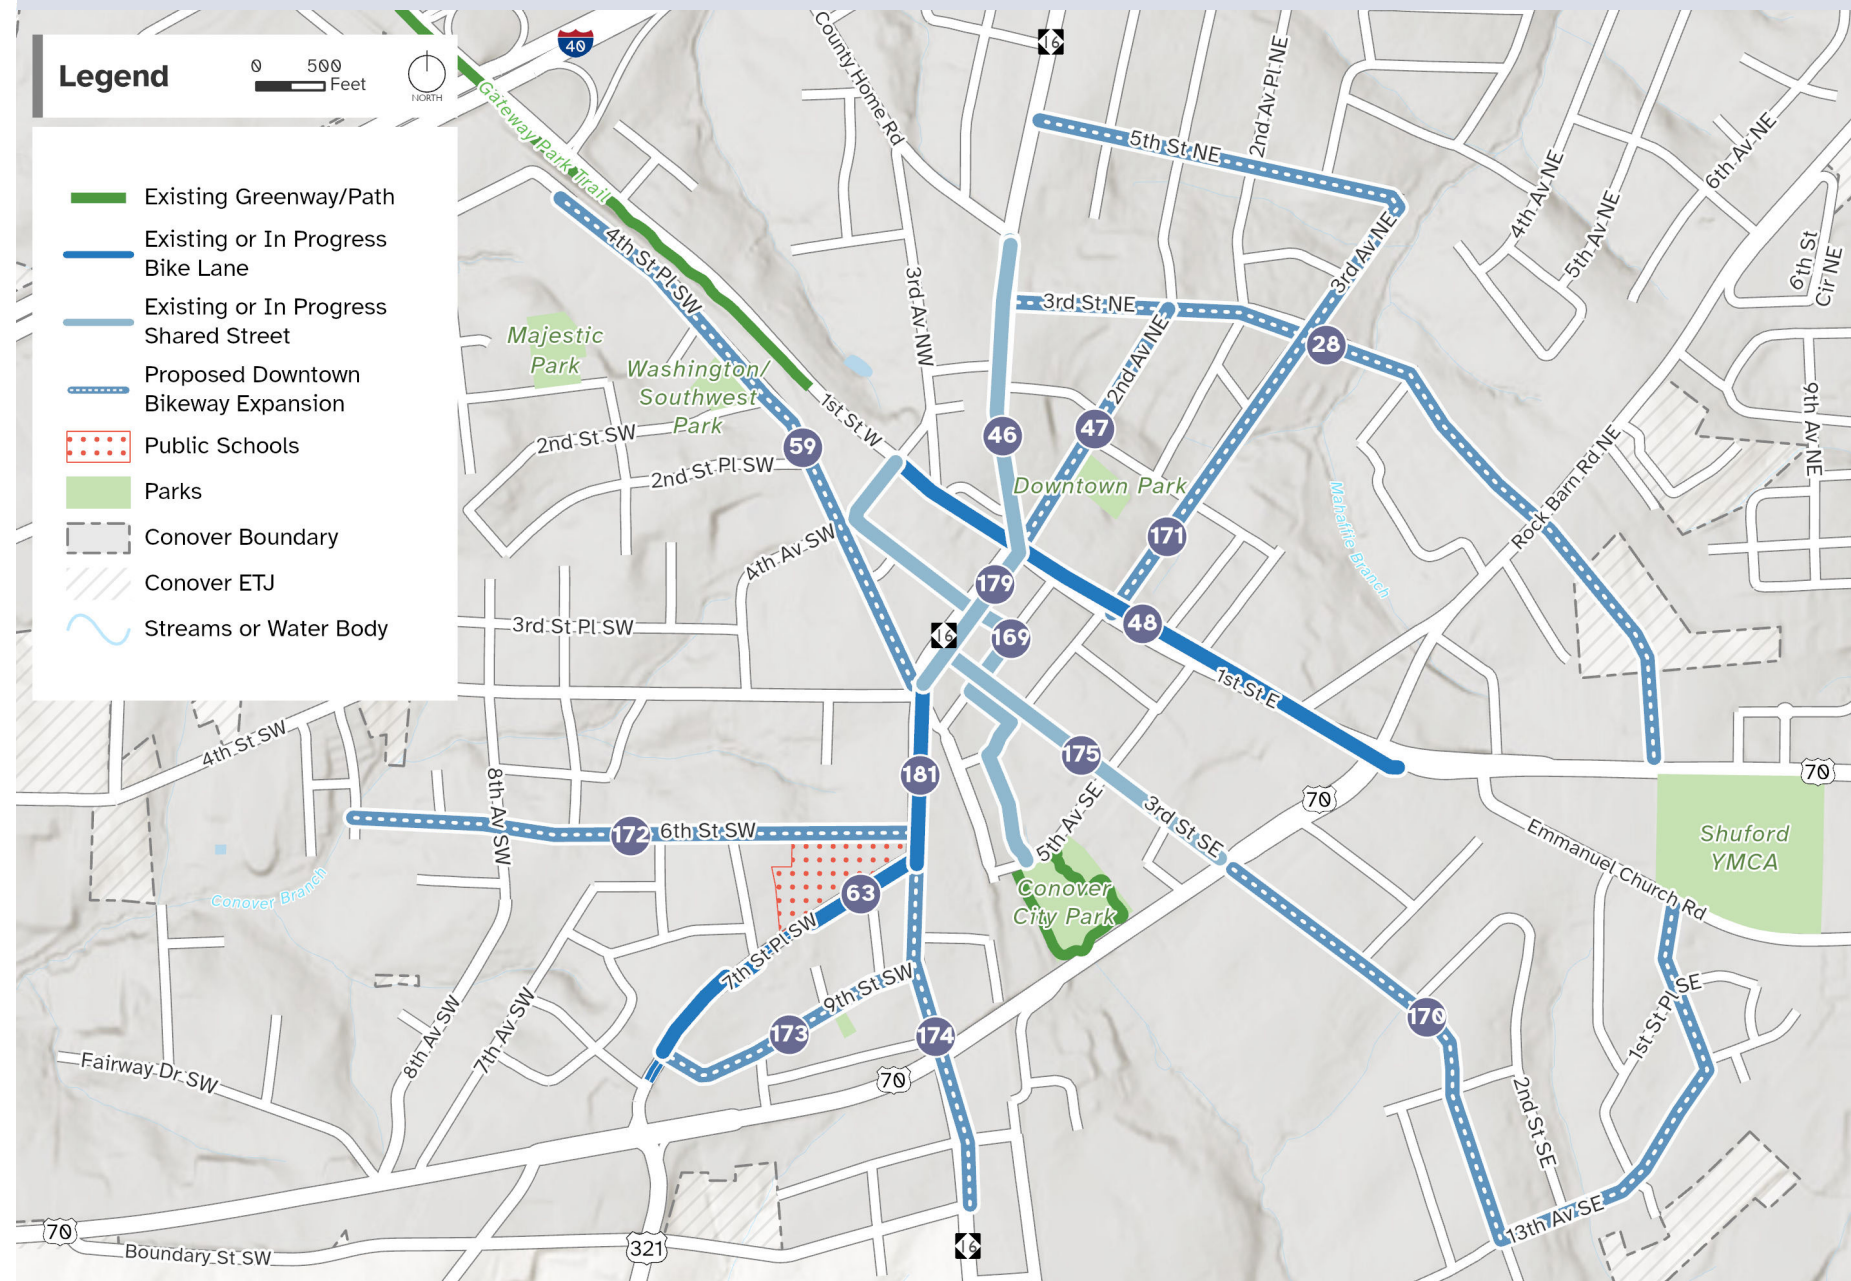 Legend
0 500
Feet
NORTH
Existing Greenway/Path
Existing or In Progress
Bike Lane
Existing or In Progress
Shared Street
Proposed Downtown
Bikeway Expansion
Public Schools
Parks
Conover Boundary
Conover ETJ
Streams or Water Body
40
16
County Home Rd
Gateway Park Trail
5th St NE
2nd Av Pl NE
4th Av NE
5th Av NE
6th Av NE
6th St
Cir NE
4th St Pl SW
3rd Av NW
3rd St NE
3rd Av NE
2nd Av NE
28
Majestic
Park
Washington/
Southwest
Park
1st St W
2nd St SW
2nd St Pl SW
59
46
47
Downtown Park
171
9th Av NE
Rock Barn Rd NE
Mahaffie Branch
4th Av SW
179
48
169
16
3rd St Pl SW
1st St E
4th St SW
8th Av SW
181
175
70
70
172
6th St SW
5th Av SE
3rd St SE
Emmanuel Church Rd
Shuford
YMCA
Conover Branch
63
Conover
City Park
7th St Pl SW
9th St SW
173
174
170
1st St Pl SE
8th Av SW
7th Av SW
Fairway Dr SW
70
2nd St SE
13th Av SE
70
Boundary St SW
321
16